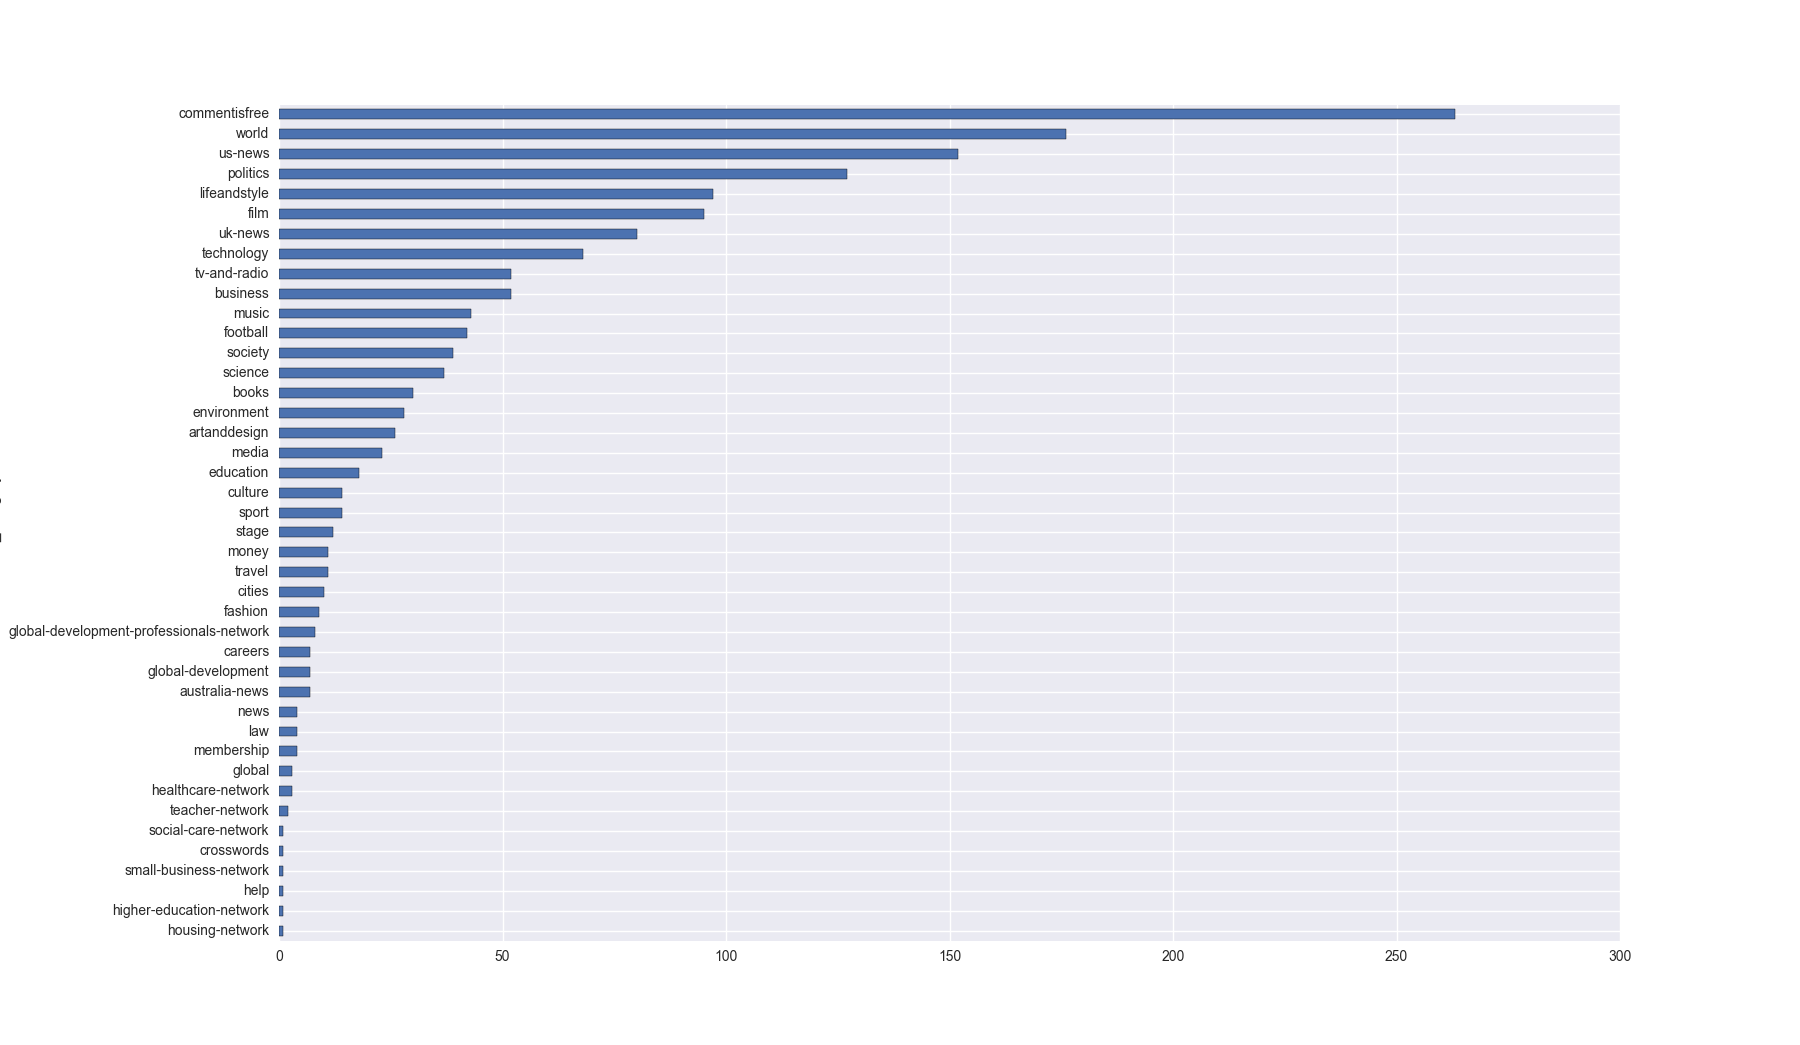 commentisfree
world
us-news
politics
lifeandstyle
film
uk-news
technology
tv-and-radio
business
music
football
society
science
books
environment
artanddesign
media
education
culture
sport
stage
money
travel
cities
fashion
global-development-professionals-network
careers
global-development
australia-news
news
law
membership
global
healthcare-network
teacher-network
social-care-network
crosswords
small-business-network
help
higher-education-network
housing-network
0 50 100 150 200 250 300